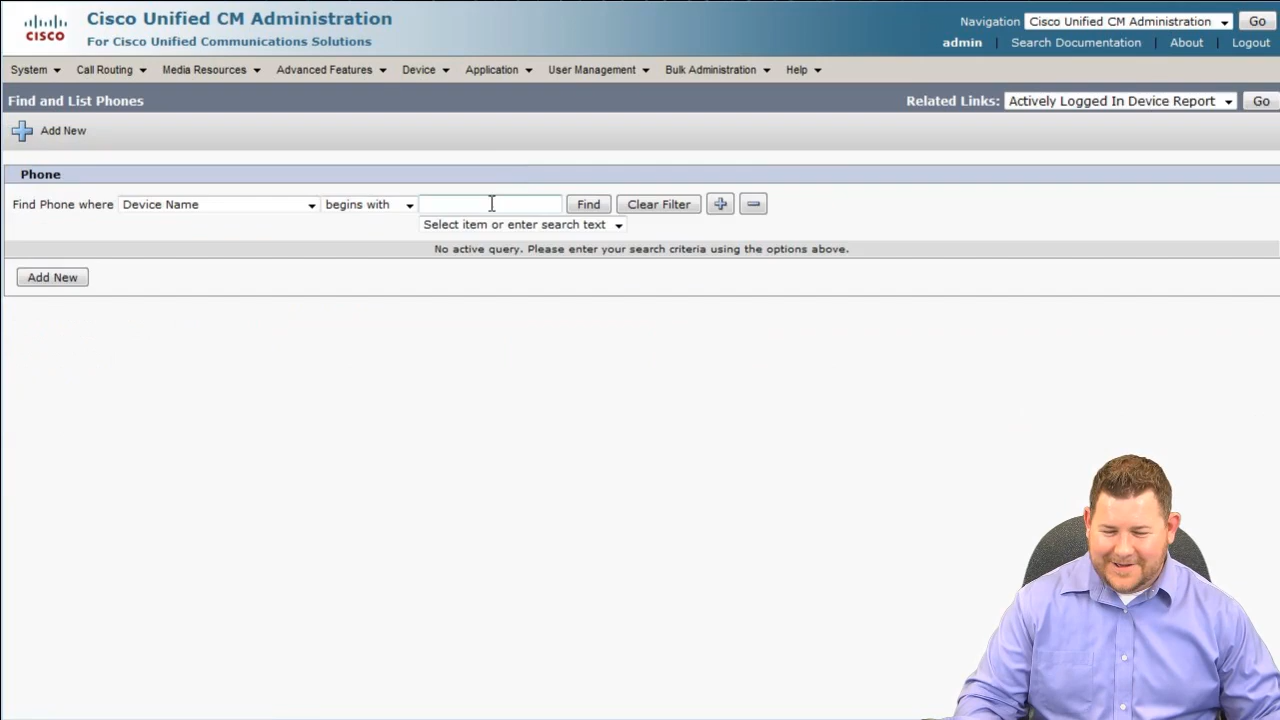 Cisco Unified CM Administration
For Cisco Unified Communications Solutions
CISCO
Navigation Cisco Unified CM Administration Go
admin | Search Documentation | About | Logout
System Call Routing Media Resources Advanced Features Device Application User Management Bulk Administration Help
Find and List Phones
Related Links: Actively Logged In Device Report Go
Add New
Phone
Find Phone where Device Name begins with Find Clear Filter
Select item or enter search text
No active query. Please enter your search criteria using the options above.
Add New